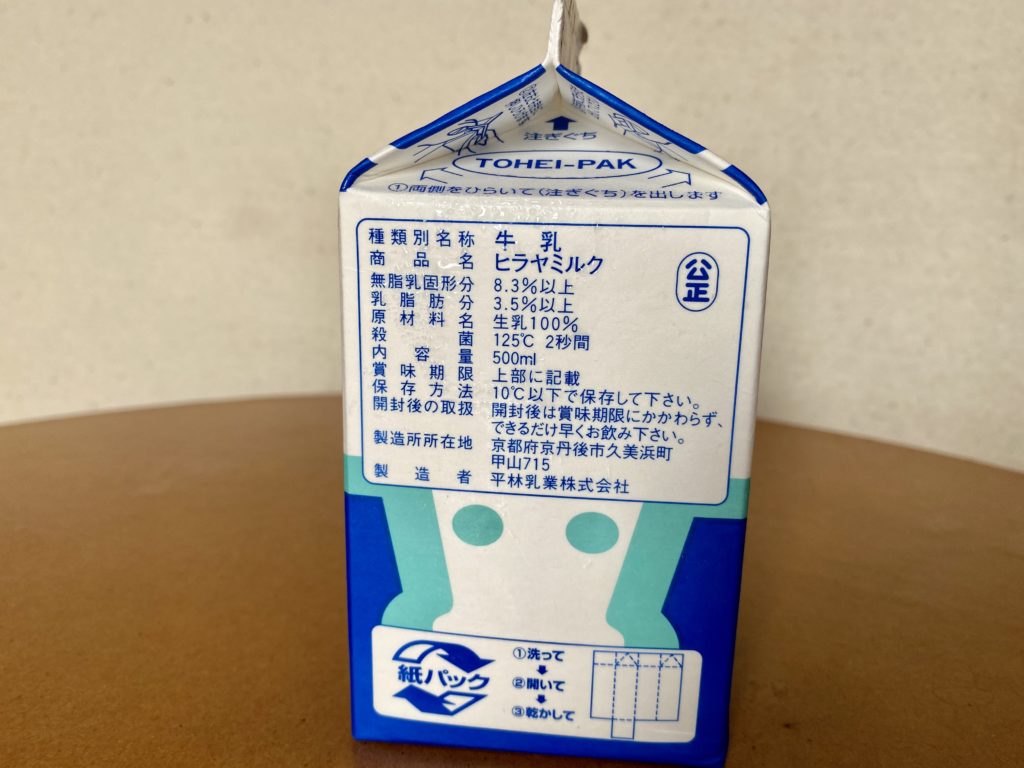 注ぎぐち
TOHEI-PAK
①両側をひらいて(注ぎぐち)を出します
種類別名称 牛乳
商品名 ヒラヤミルク
無脂乳固形分 8.3%以上
乳脂肪分 3.5%以上
原材料名 生乳100%
殺菌 125℃ 2秒間
内容量 500ml
賞味期限 上部に記載
保存方法 10℃以下で保存して下さい。
開封後の取扱 開封後は賞味期限にかかわらず、
できるだけ早くお飲み下さい。
製造所所在地 京都府京丹後市久美浜町
甲山715
製造者 平林乳業株式会社
公正
紙パック
①洗って
②開いて
③乾かして